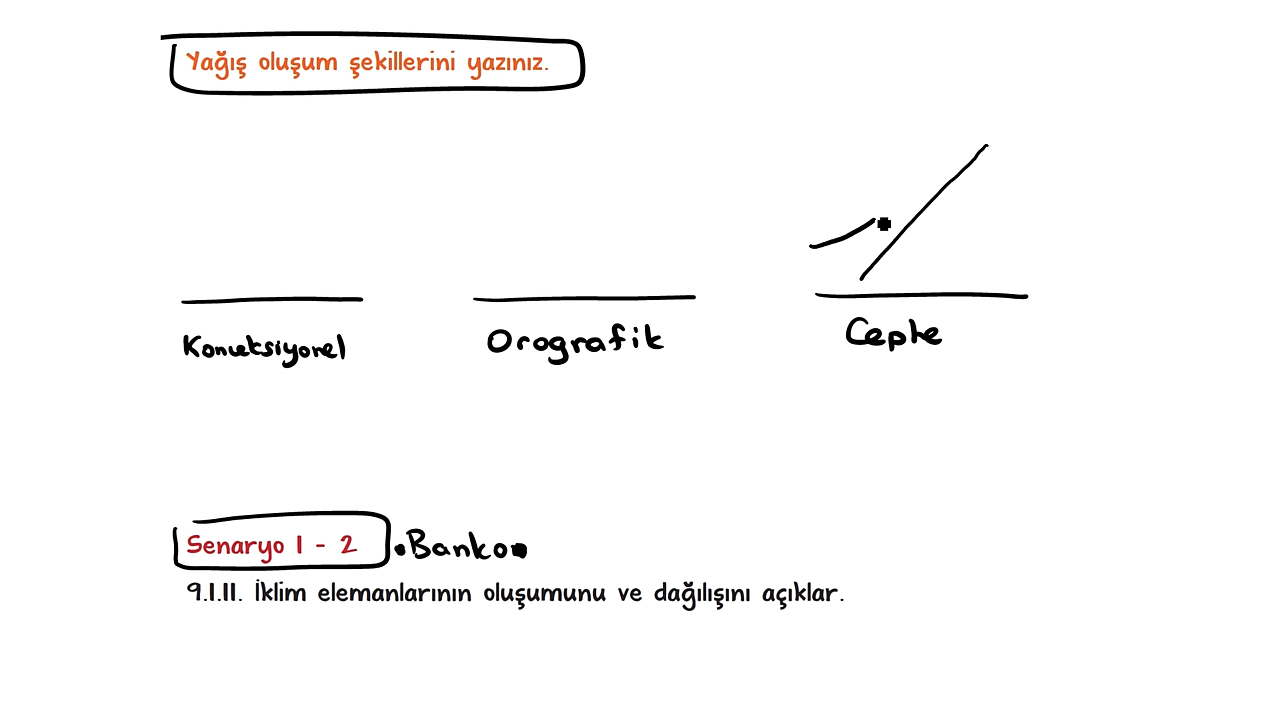 Yağış oluşum şekillerini yazınız.
Konveksiyonel Orografik Cephe
Senaryo 1 - 2 •Banko•
9.1.11. İklim elemanlarının oluşumunu ve dağılışını açıklar.